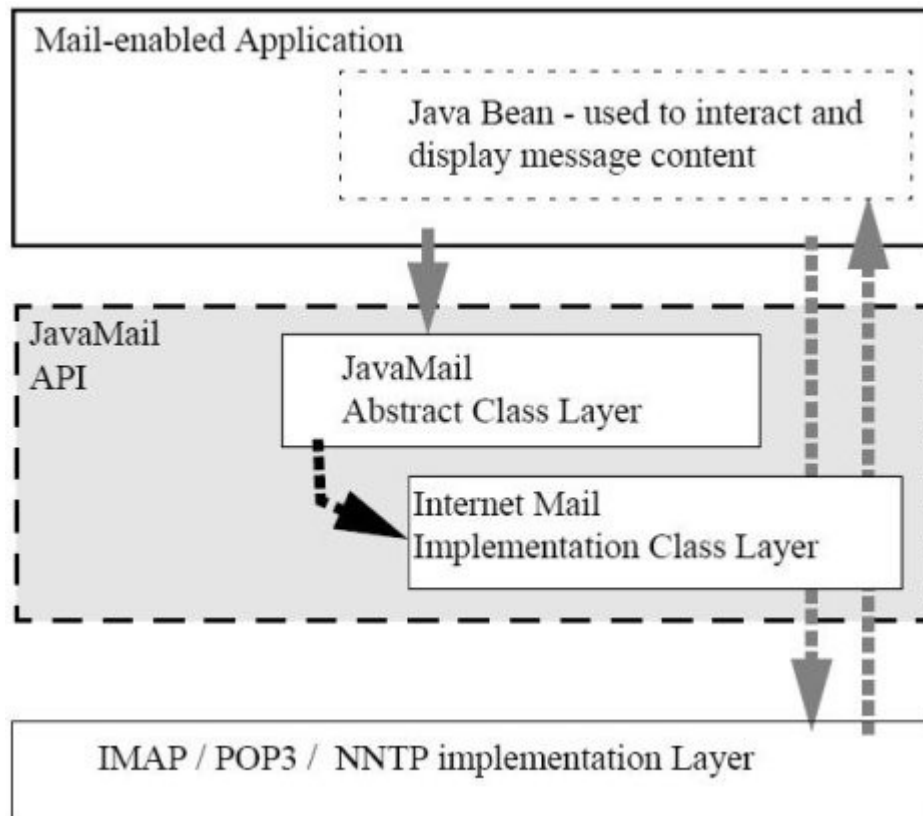 Mail-enabled Application
Java Bean - used to interact and
display message content
JavaMail
API
JavaMail
Abstract Class Layer
Internet Mail
Implementation Class Layer
IMAP / POP3 / NNTP implementation Layer